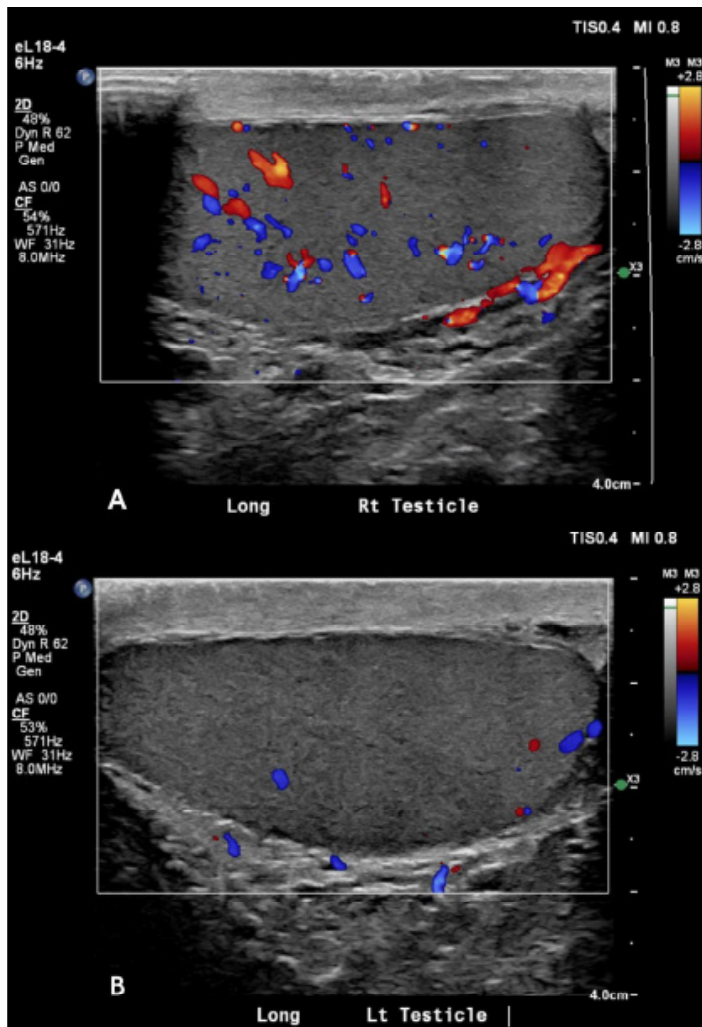 TIS0.4 MI 0.8
eL18-4
6Hz
2D
48%
Dyn R 62
P Med
Gen
AS 0/0
CF
54%
571Hz
WF 31Hz
8.0MHz
M3 M3
+2.8
-2.8
cm/s
X3
4.0cm
A
Long Rt Testicle
TIS0.4 MI 0.8
eL18-4
6Hz
2D
48%
Dyn R 62
P Med
Gen
AS 0/0
CF
53%
571Hz
WF 31Hz
8.0MHz
M3 M3
+2.8
-2.8
cm/s
X3
4.0cm
B
Long Lt Testicle